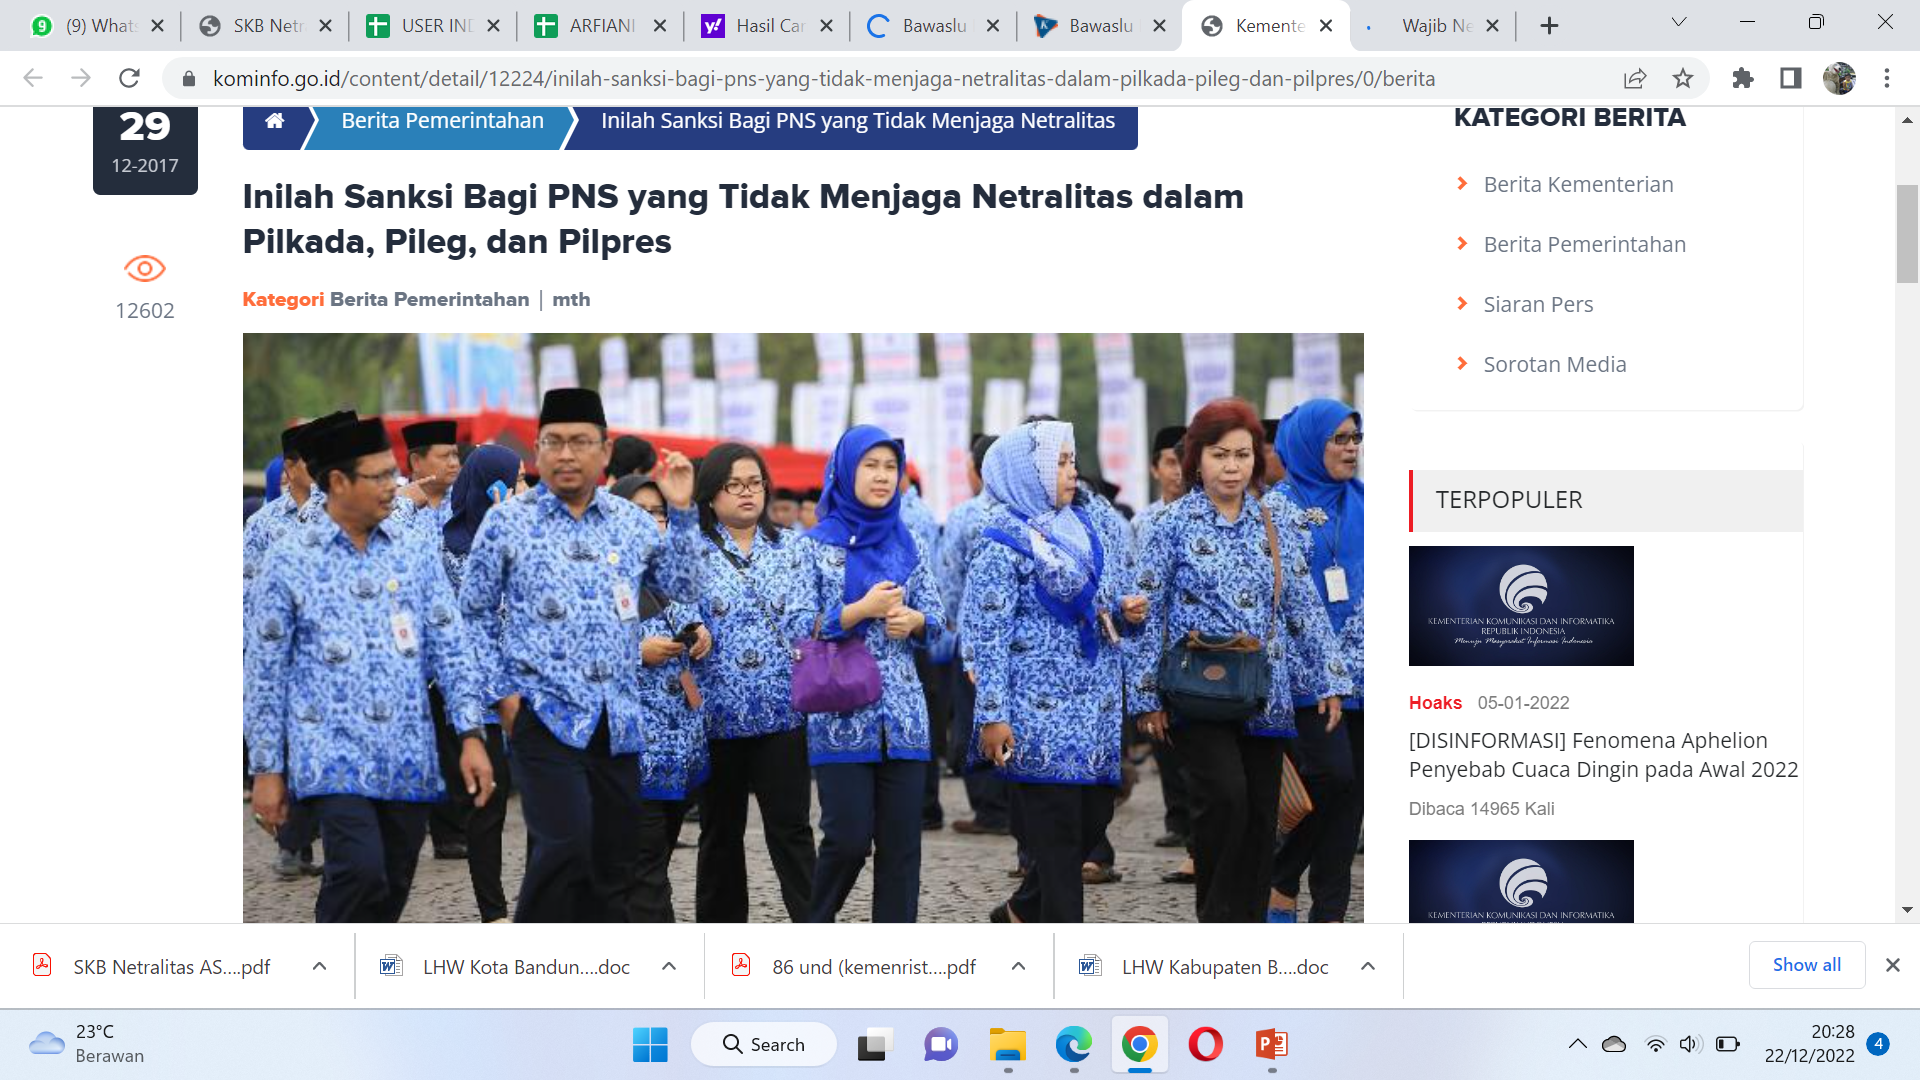 (9) Whats
SKB Netr
USER IND
ARFIANI
Hasil Car
Bawaslu
Bawaslu
Kemente
Wajib Ne
kominfo.go.id/content/detail/12224/inilah-sanksi-bagi-pns-yang-tidak-menjaga-netralitas-dalam-pilkada-pileg-dan-pilpres/0/berita
29
12-2017
12602
Berita Pemerintahan
Inilah Sanksi Bagi PNS yang Tidak Menjaga Netralitas
Inilah Sanksi Bagi PNS yang Tidak Menjaga Netralitas dalam
Pilkada, Pileg, dan Pilpres
Kategori Berita Pemerintahan | mth
KATEGORI BERITA
Berita Kementerian
Berita Pemerintahan
Siaran Pers
Sorotan Media
TERPOPULER
KEMENTERIAN KOMUNIKASI DAN INFORMATIKA
REPUBLIK INDONESIA
Menuju Masyarakat Informasi Indonesia
Hoaks 05-01-2022
[DISINFORMASI] Fenomena Aphelion
Penyebab Cuaca Dingin pada Awal 2022
Dibaca 14965 Kali
KEMENTERIAN KOMUNIKASI DAN INFORMATIKA
SKB Netralitas AS....pdf
LHW Kota Bandun....doc
86 und (kemenrist....pdf
LHW Kabupaten B....doc
Show all
23°C
Berawan
Search
20:28
22/12/2022
4